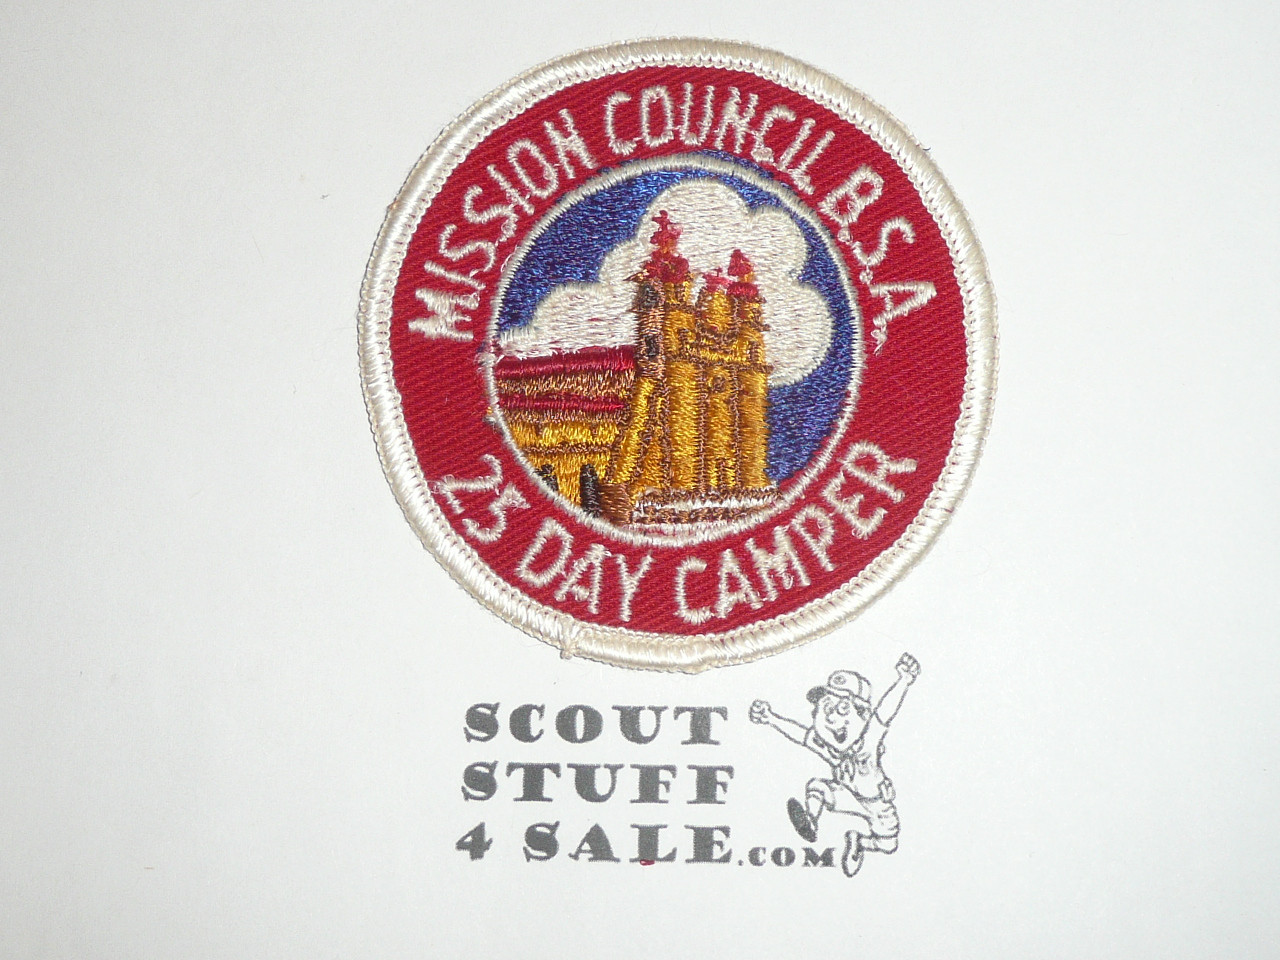 MISSION COUNCIL B.S.A.
25 DAY CAMPER
SCOUT
STUFF
4 SALE.COM